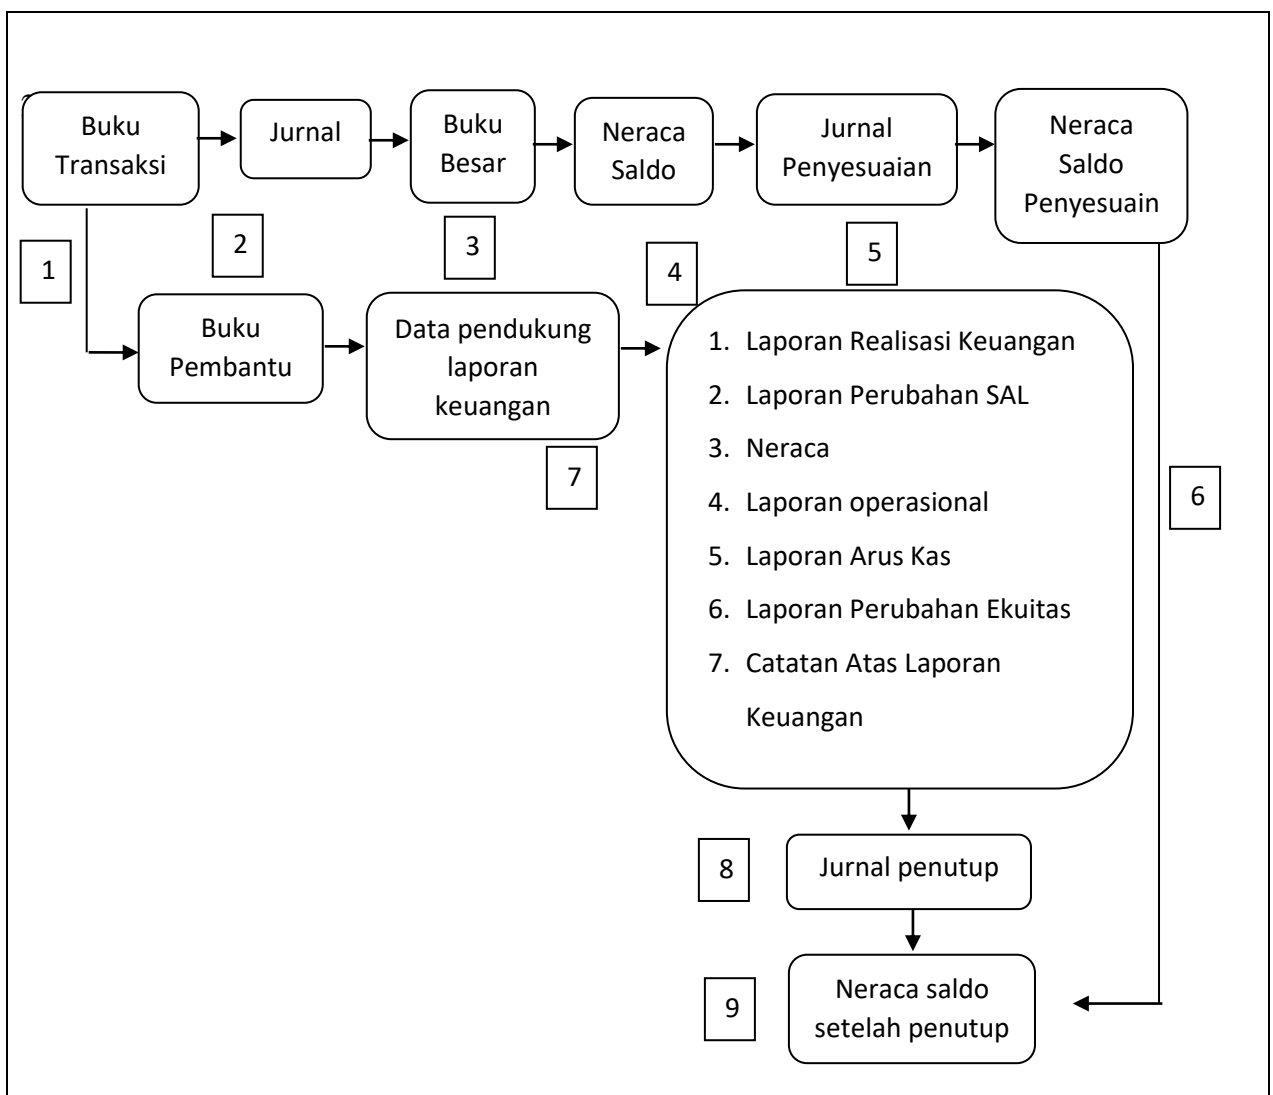 Buku
Transaksi
Jurnal
Buku
Besar
Neraca
Saldo
Jurnal
Penyesuaian
Neraca
Saldo
Penyesuain
1
2
3
4
5
Buku
Pembantu
Data pendukung
laporan
keuangan
7
1. Laporan Realisasi Keuangan
2. Laporan Perubahan SAL
3. Neraca
4. Laporan operasional
5. Laporan Arus Kas
6. Laporan Perubahan Ekuitas
7. Catatan Atas Laporan
Keuangan
6
8
Jurnal penutup
9
Neraca saldo
setelah penutup